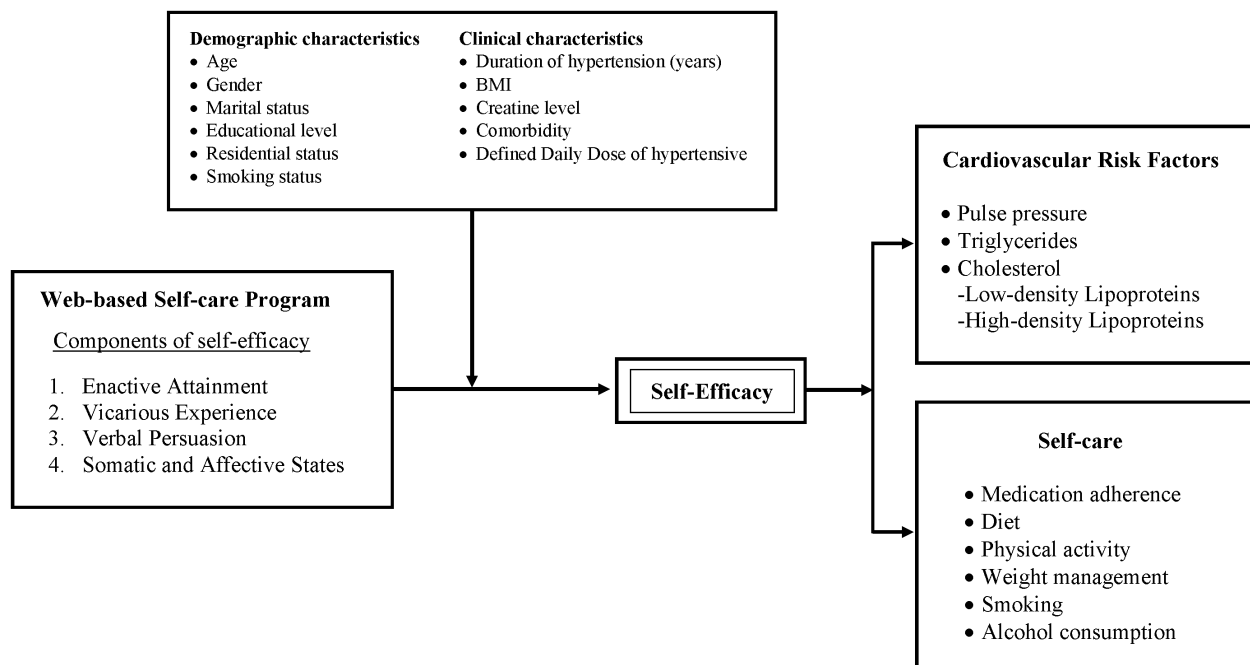 Demographic characteristics
• Age
• Gender
• Marital status
• Educational level
• Residential status
• Smoking status
Clinical characteristics
• Duration of hypertension (years)
• BMI
• Creatine level
• Comorbidity
• Defined Daily Dose of hypertensive
Web-based Self-care Program
Components of self-efficacy
1. Enactive Attainment
2. Vicarious Experience
3. Verbal Persuasion
4. Somatic and Affective States
Self-Efficacy
Cardiovascular Risk Factors
• Pulse pressure
• Triglycerides
• Cholesterol
-Low-density Lipoproteins
-High-density Lipoproteins
Self-care
• Medication adherence
• Diet
• Physical activity
• Weight management
• Smoking
• Alcohol consumption